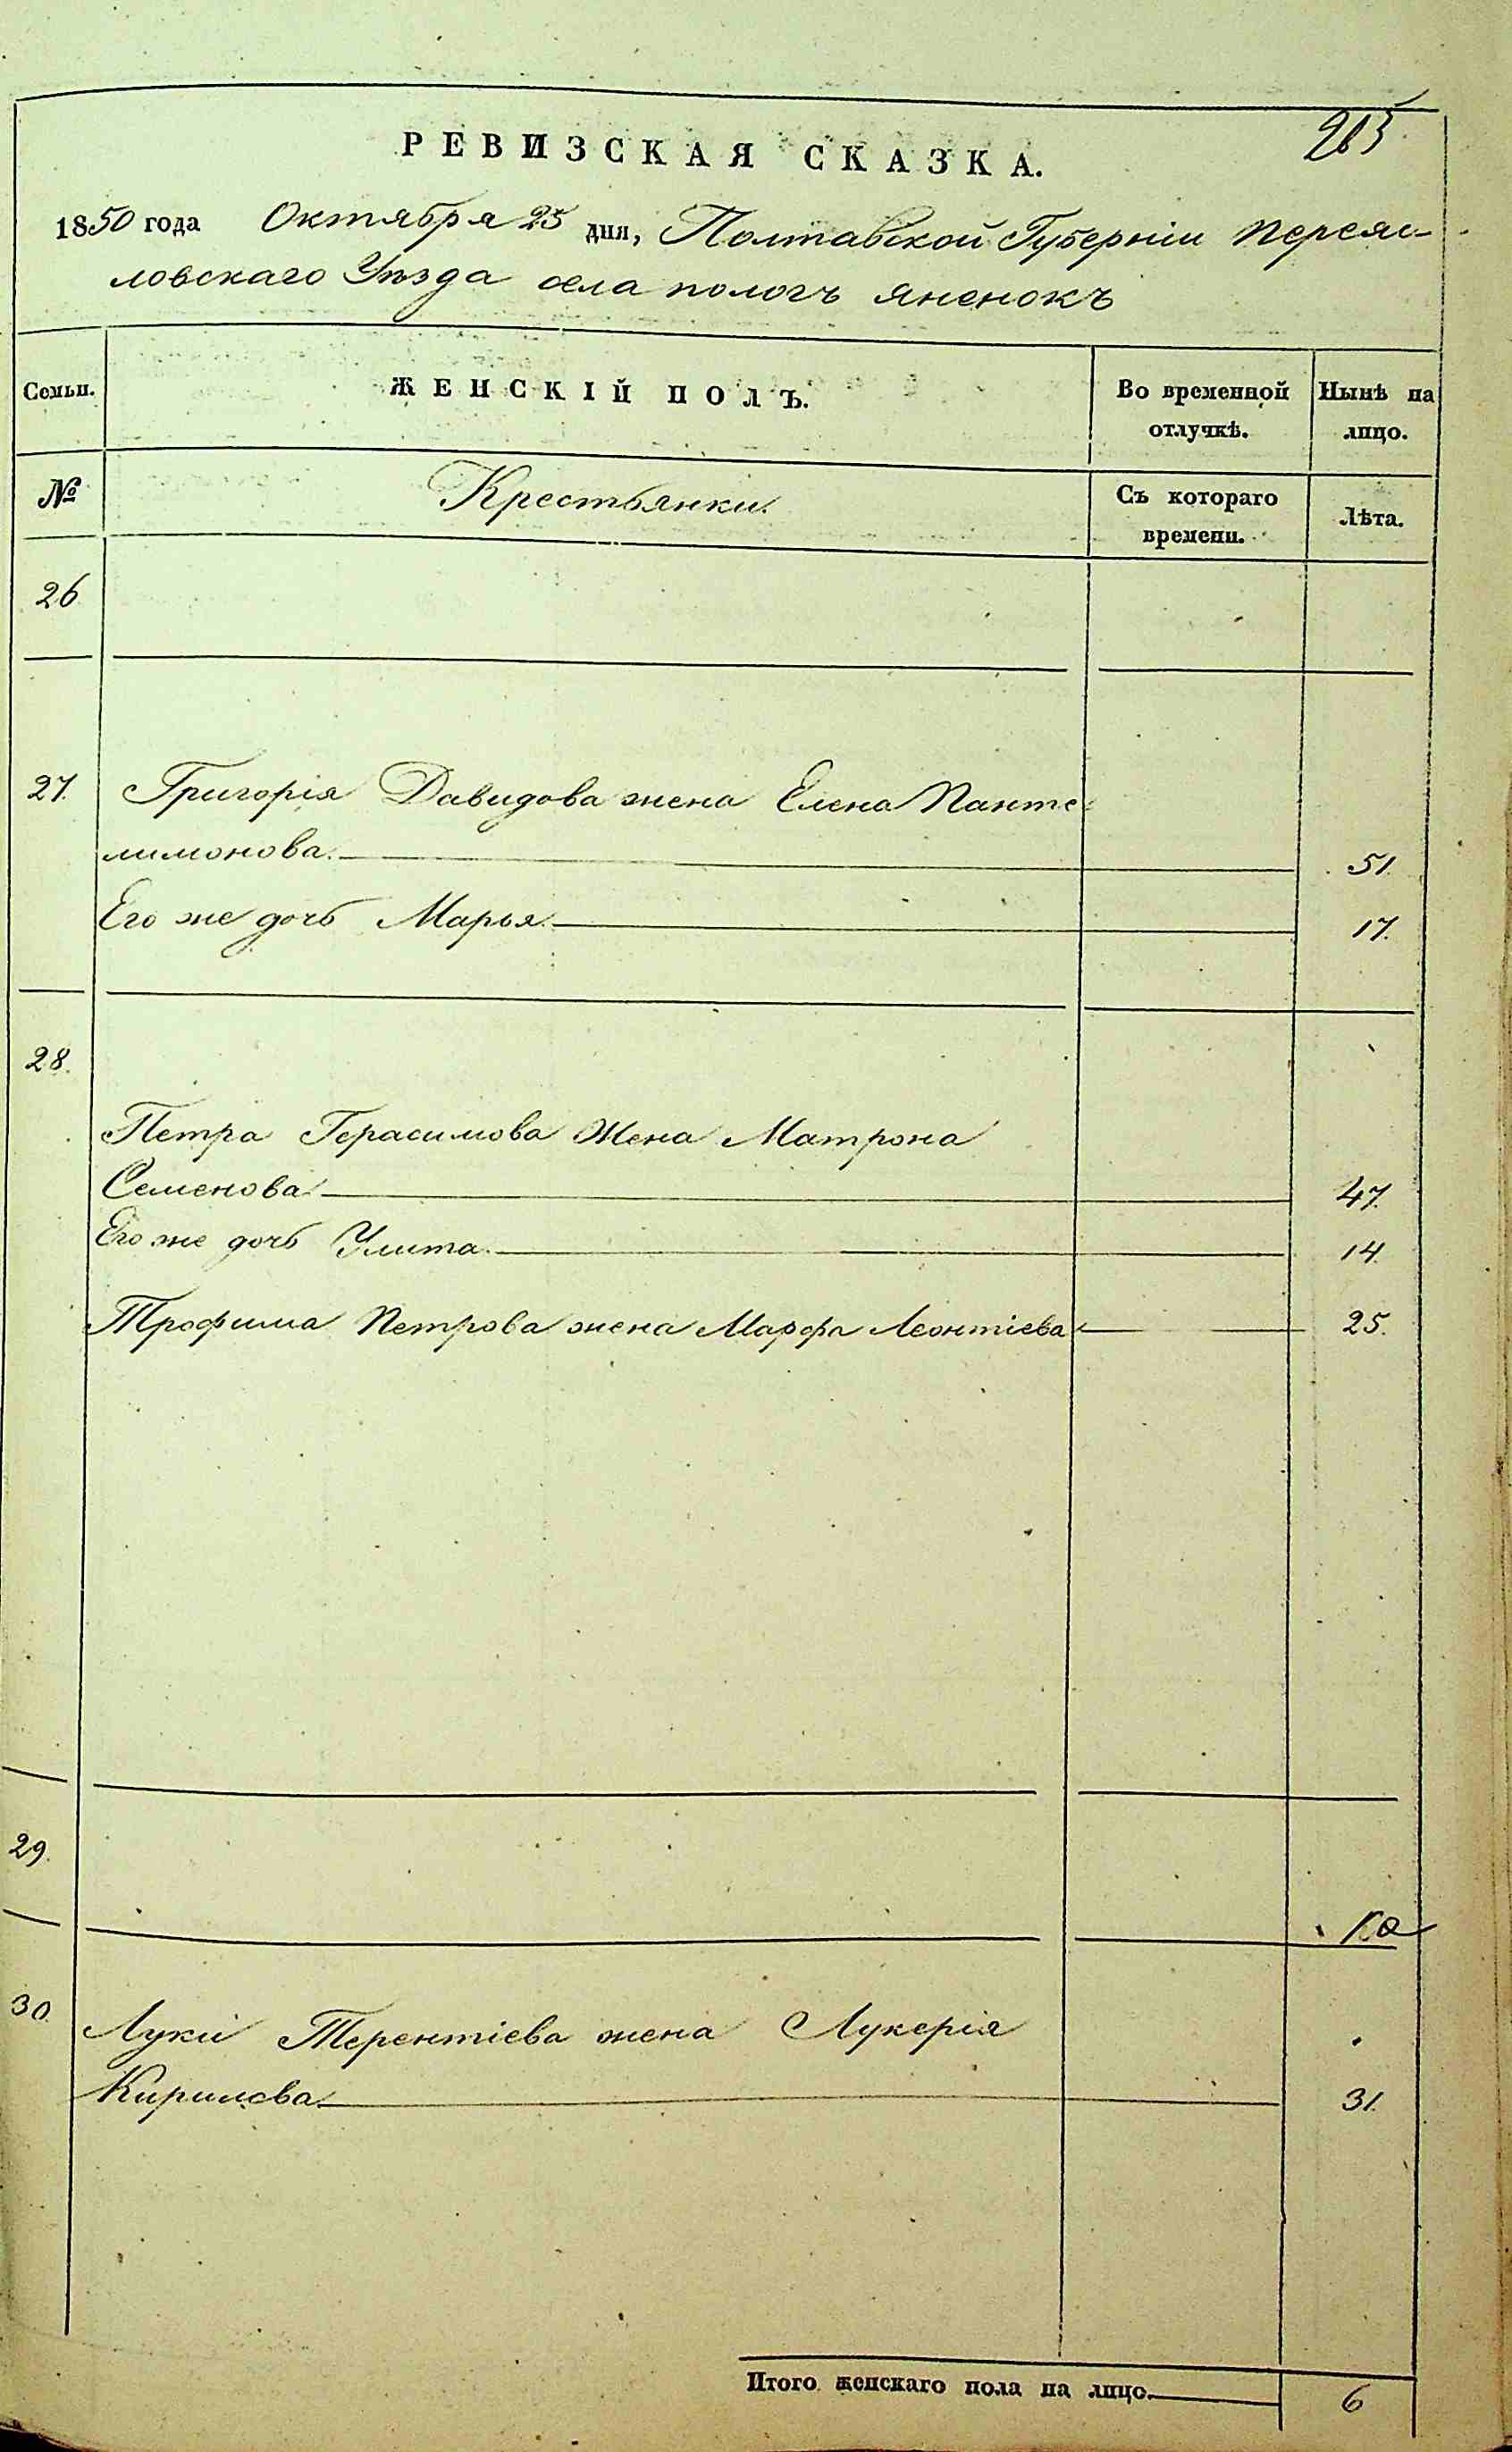 265
РЕВИЗСКАЯ СКАЗКА.
1850 года Октября 25 дня, Полтавской Губерніи Переяс-
ловскаго Уѣзда села пологъ яненокъ
Семьи. ЖЕНСКІЙ ПОЛЪ. Во временной отлучкѣ. Нынѣ на лицо.
№ Крестьянки. Съ котораго времени. Лѣта.
26
27. Григорія Давидова жена Елена Панте
лимонова. 51.
Его же дочь Марья. 17.
28.
Петра Герасимова Жена Матрона
Семенова 47.
Его же дочь Улита. 14.
Трофима Петрова жена Марфа Леонтіева 25.
29.
30. Луки Терентіева жена Лукерія
Кирилова 31.
Итого женскаго пола на лицо. 6